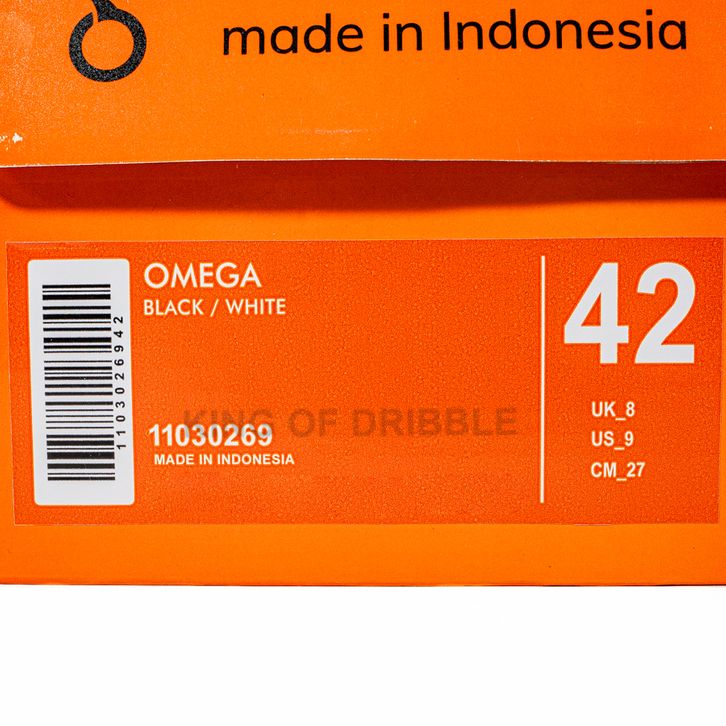 made in Indonesia
OMEGA
BLACK / WHITE
1103026942
KING OF DRIBBLE
11030269
MADE IN INDONESIA
42
UK_8
US_9
CM_27